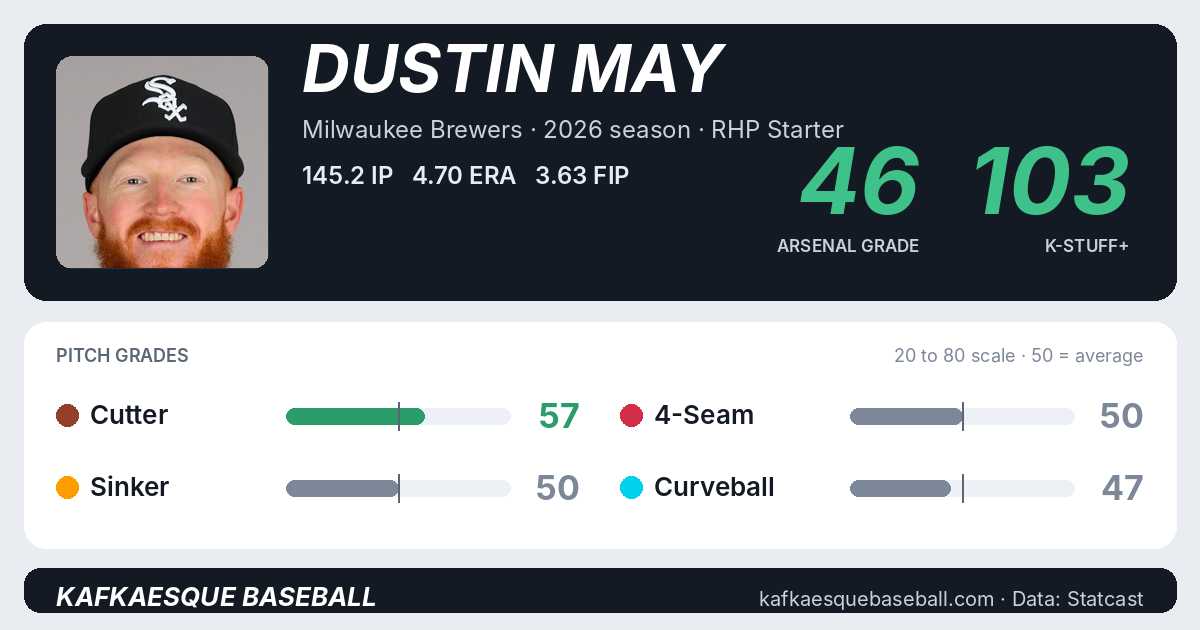 DUSTIN MAY
Milwaukee Brewers · 2026 season · RHP Starter
145.2 IP 4.70 ERA 3.63 FIP
46 103
ARSENAL GRADE K-STUFF+
PITCH GRADES 20 to 80 scale · 50 = average
Cutter 57 4-Seam 50
Sinker 50 Curveball 47
KAFKAESQUE BASEBALL kafkaesquebaseball.com · Data: Statcast
Sox